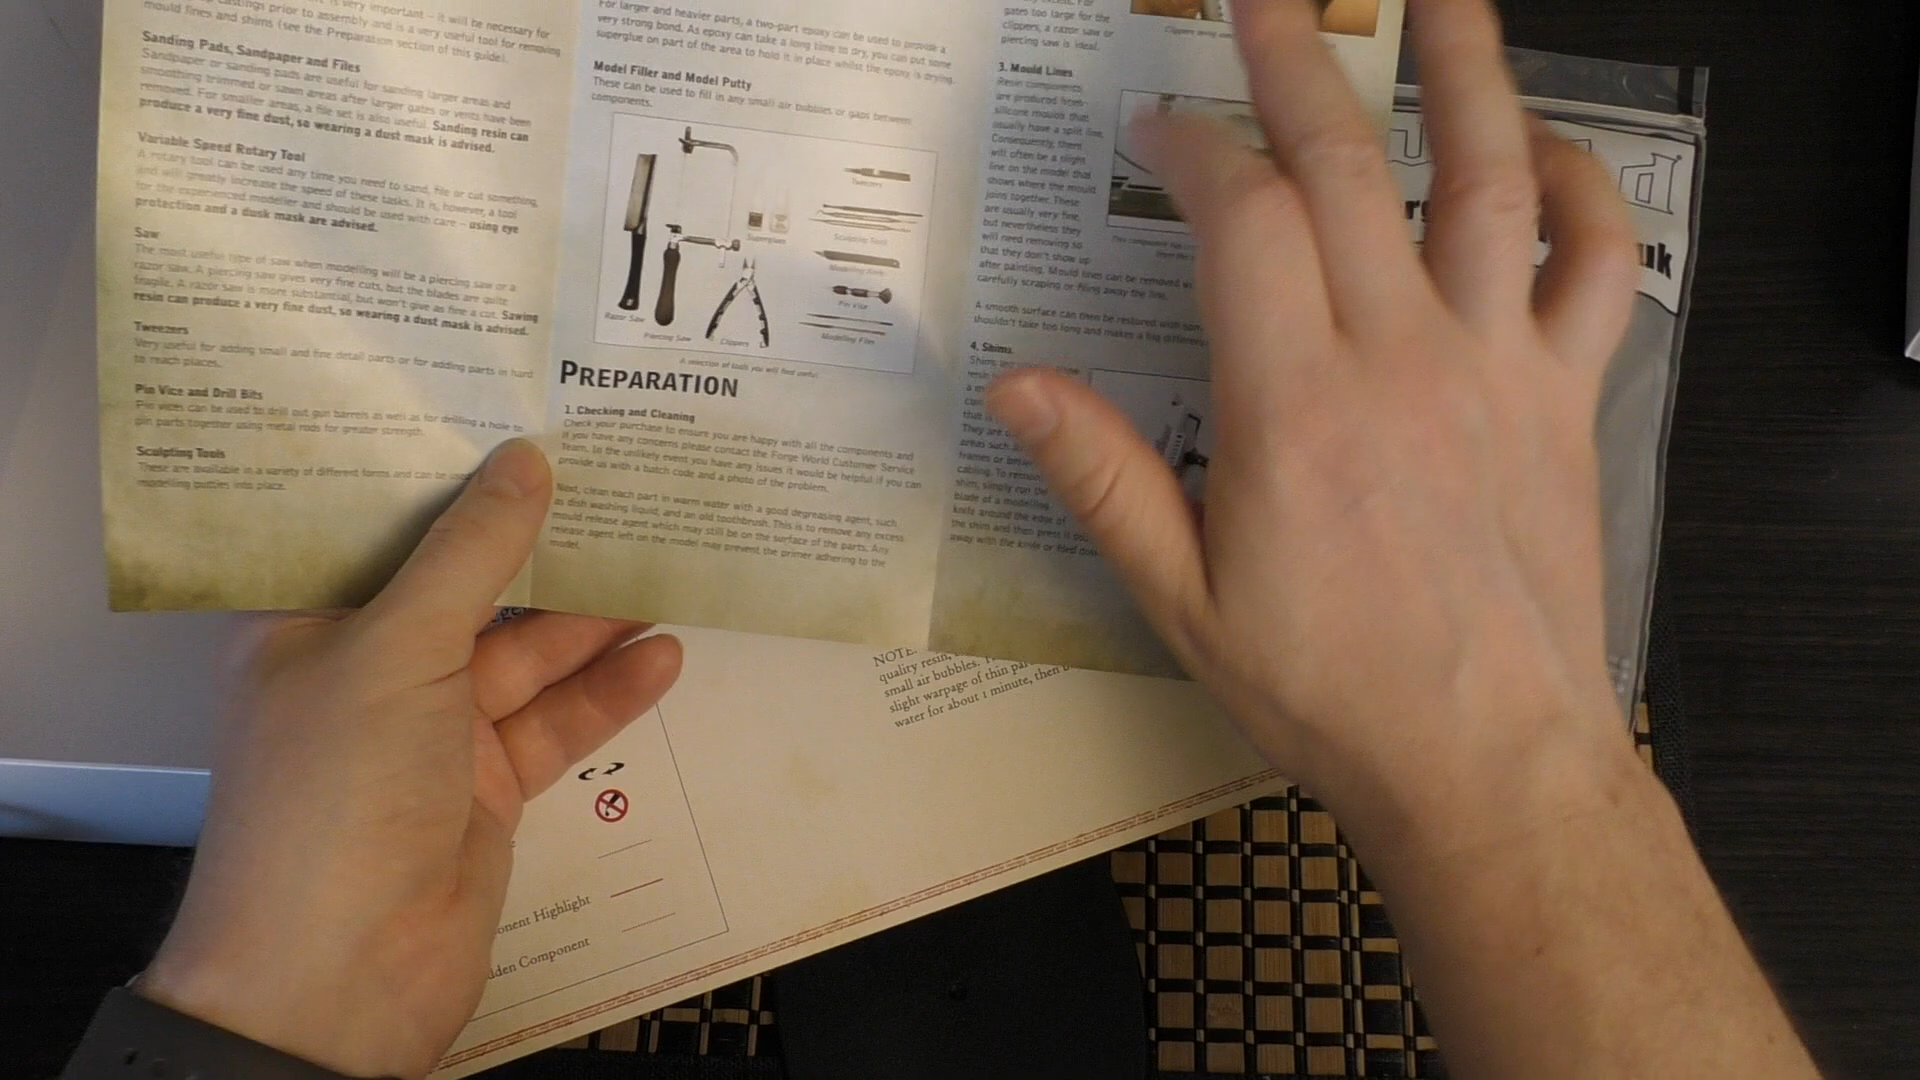 is very important – it will be necessary for
castings prior to assembly and is a very useful tool for removing
mould lines and shims (see the Preparation section of this guide).
Sanding Pads, Sandpaper and Files
Sandpaper or sanding pads are useful for sanding larger areas and
smoothing trimmed or sawn areas after larger gates or vents have been
removed. For smaller areas, a file set is also useful. Sanding resin can
produce a very fine dust, so wearing a dust mask is advised.
Variable Speed Rotary Tool
A rotary tool can be used any time you need to sand, file or cut something,
and will greatly increase the speed of these tasks. It is, however, a tool
for the experienced modeller and should be used with care – using eye
protection and a dusk mask are advised.
Saw
The most useful type of saw when modelling will be a piercing saw or a
razor saw. A piercing saw gives very fine cuts, but the blades are quite
fragile. A razor saw is more substantial, but won't give as fine a cut. Sawing
resin can produce a very fine dust, so wearing a dust mask is advised.
Tweezers
Very useful for adding small and fine detail parts or for adding parts in hard
to reach places.
Pin Vice and Drill Bits
Pin vices can be used to drill out gun barrels as well as for drilling a hole to
pin parts together using metal rods for greater strength.
Sculpting Tools
These are available in a variety of different forms and can be used
modelling putties into place.
For larger and heavier parts, a two-part epoxy can be used to provide a
very strong bond. As epoxy can take a long time to dry, you can put some
superglue on part of the area to hold it in place whilst the epoxy is drying.
Model Filler and Model Putty
These can be used to fill in any small air bubbles or gaps between
components.
Tweezers
Superglues
Sculpting Tools
Modelling Knife
Pin Vice
Razor Saw
Piercing Saw
Clippers
Modelling Files
A selection of tools you will find useful.
PREPARATION
1. Checking and Cleaning
Check your purchase to ensure you are happy with all the components and
if you have any concerns please contact the Forge World Customer Service
Team. In the unlikely event you have any issues it would be helpful if you can
provide us with a batch code and a photo of the problem.
Next, clean each part in warm water with a good degreasing agent, such
as dish washing liquid, and an old toothbrush. This is to remove any excess
mould release agent which may still be on the surface of the parts. Any
release agent left on the model may prevent the primer adhering to the
model.
gates too large for the
clippers, a razor saw or
piercing saw is ideal.
Clippers being
3. Mould Lines
Resin components
are produced from
silicone moulds that
usually have a split line.
Consequently, there
will often be a slight
line on the model that
shows where the mould
joins together. These
are usually very fine,
but nevertheless they
will need removing so
that they don't show up
after painting. Mould lines can be removed
carefully scraping or filing away the line.
This component has
A smooth surface can then be restored with
shouldn't take too long and makes a big difference
4. Shims
They are
areas such
cabling. To remove
shim, simply run the
blade of a modelling
knife around the edge of
the shim and then press it out
away with the knife or
uk
NOTE:
quality resin,
small air bubbles.
slight warpage of thin
water for about 1 minute, then
Highlight
Component